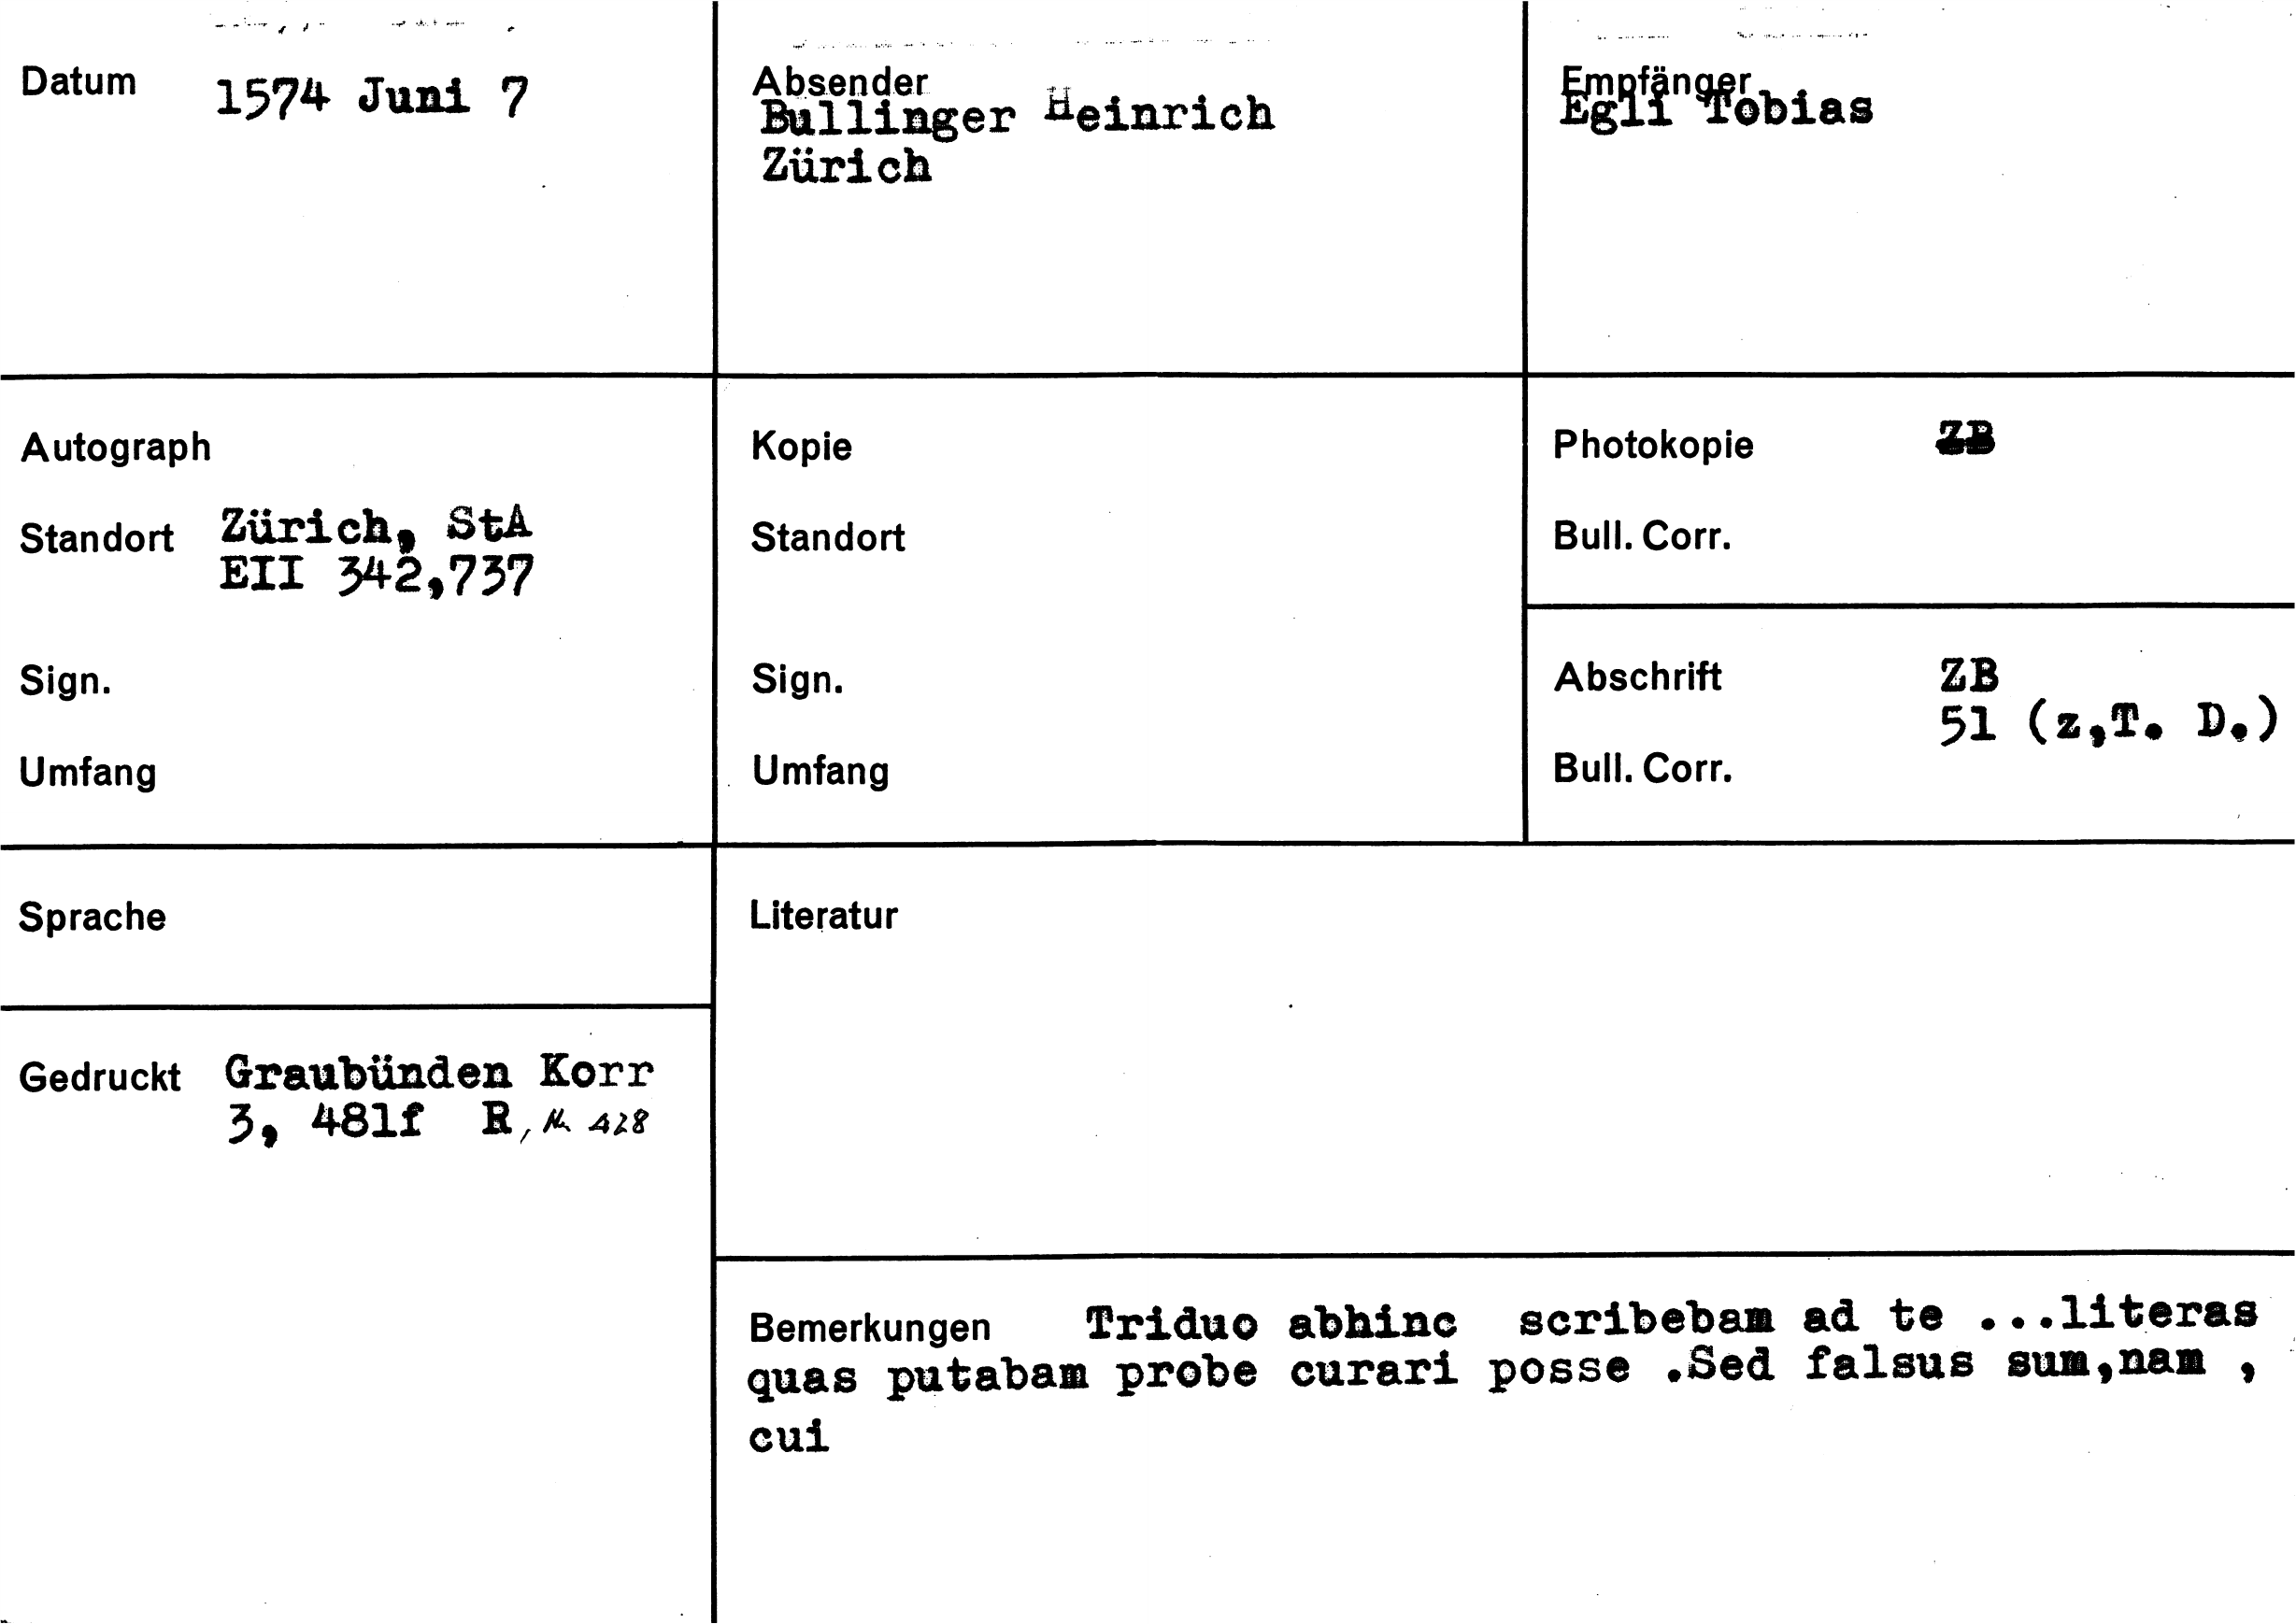 Datum 1574 Juni 7
Absender
Bullinger Heinrich
Zürich
Empfänger
Egli Tobias
Autograph
Standort Zürich, StA
EII 342,737
Sign.
Umfang
Kopie
Standort
Sign.
Umfang
Photokopie ZB
Bull. Corr.
Abschrift ZB
51 (z,T. D.)
Bull. Corr.
Sprache
Literatur
Gedruckt Graubünden Korr
3, 481f R, Nr 428
Bemerkungen Triduo abhinc scribebam ad te ...literas
quas putabam probe curari posse .Sed falsus sum,nam ,
cui